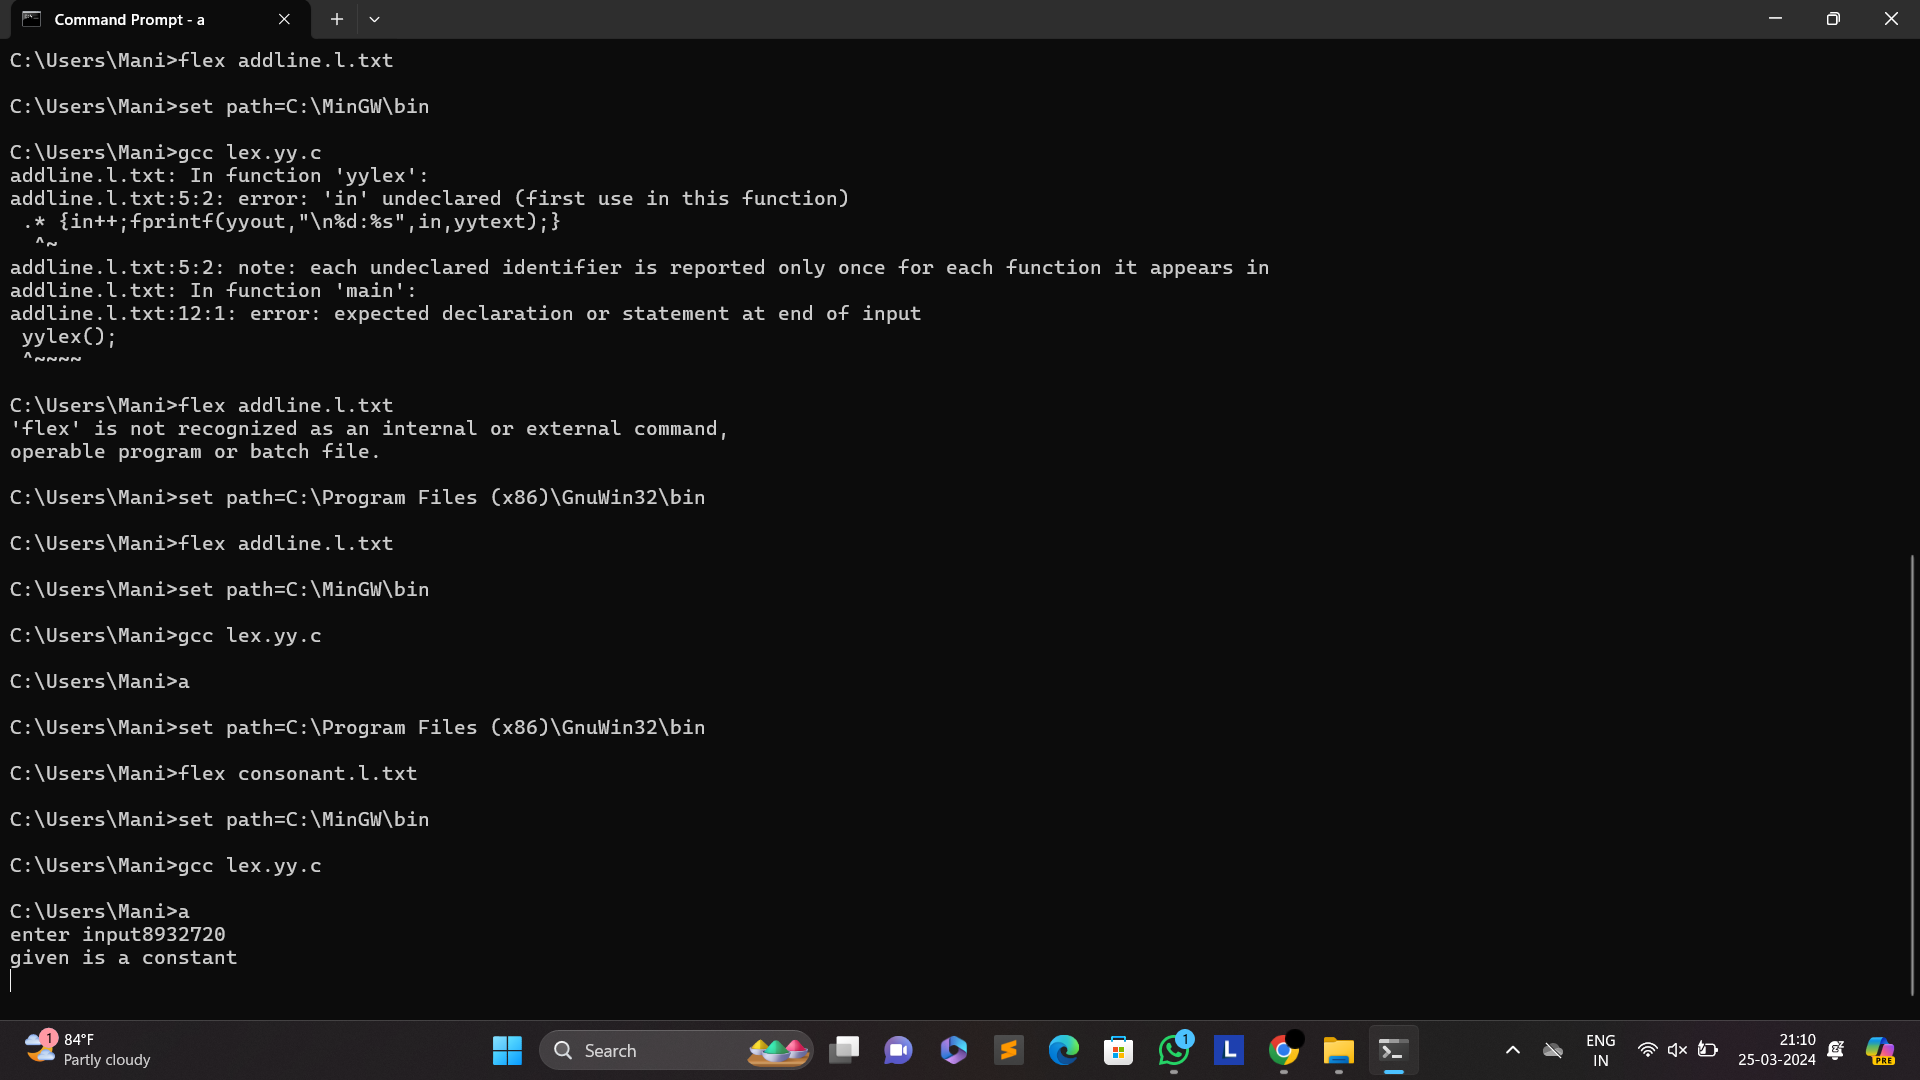 Command Prompt - a
C:\Users\Mani>flex addline.l.txt
C:\Users\Mani>set path=C:\MinGW\bin
C:\Users\Mani>gcc lex.yy.c
addline.l.txt: In function 'yylex':
addline.l.txt:5:2: error: 'in' undeclared (first use in this function)
.* {in++;fprintf(yyout,"\n%d:%s",in,yytext);}
^~
addline.l.txt:5:2: note: each undeclared identifier is reported only once for each function it appears in
addline.l.txt: In function 'main':
addline.l.txt:12:1: error: expected declaration or statement at end of input
yylex();
^~~~~
C:\Users\Mani>flex addline.l.txt
'flex' is not recognized as an internal or external command,
operable program or batch file.
C:\Users\Mani>set path=C:\Program Files (x86)\GnuWin32\bin
C:\Users\Mani>flex addline.l.txt
C:\Users\Mani>set path=C:\MinGW\bin
C:\Users\Mani>gcc lex.yy.c
C:\Users\Mani>a
C:\Users\Mani>set path=C:\Program Files (x86)\GnuWin32\bin
C:\Users\Mani>flex consonant.l.txt
C:\Users\Mani>set path=C:\MinGW\bin
C:\Users\Mani>gcc lex.yy.c
C:\Users\Mani>a
enter input8932720
given is a constant
1
84°F
Partly cloudy
Search
1
L
ENG
IN
21:10
25-03-2024
PRE